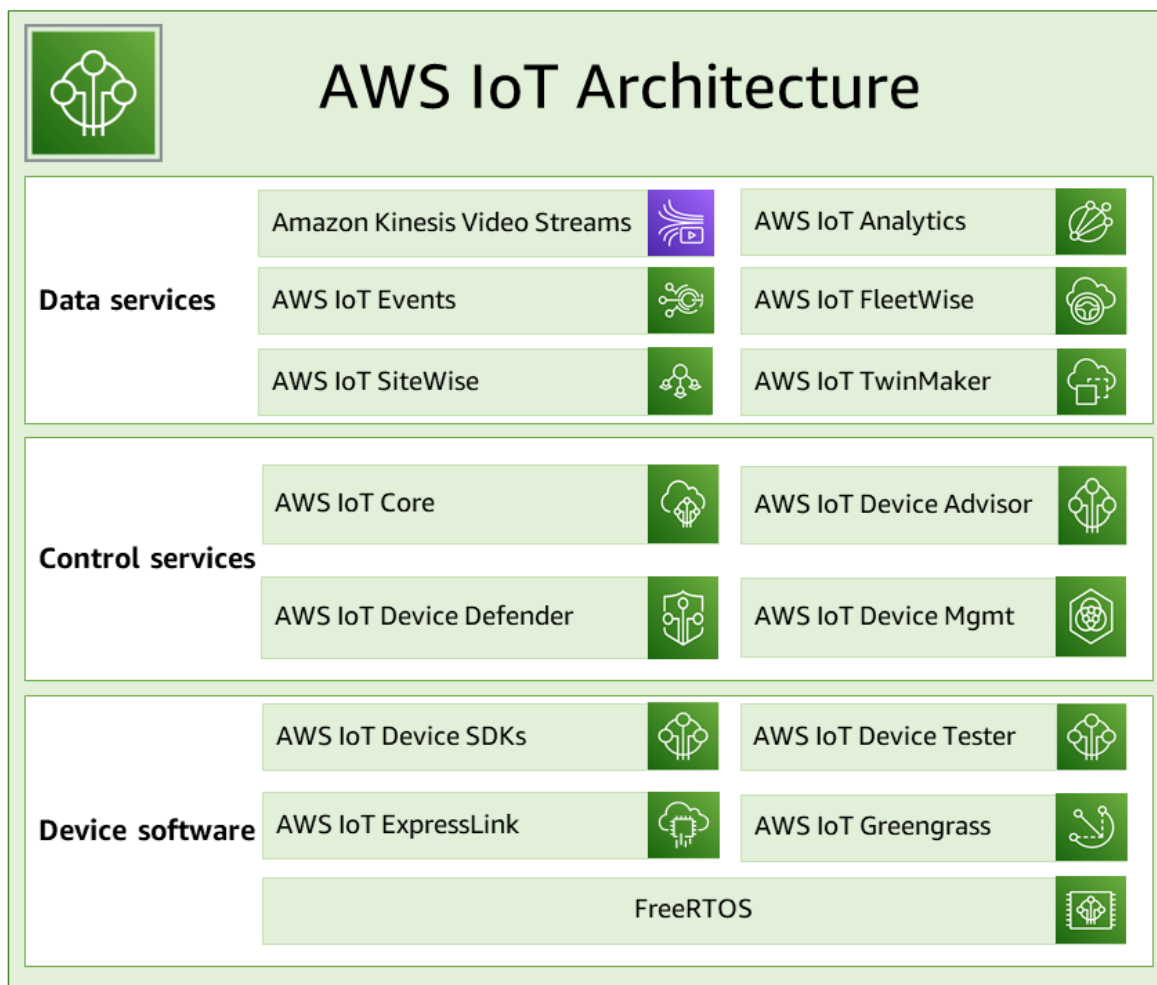 AWS IoT Architecture
Data services
Amazon Kinesis Video Streams
AWS IoT Analytics
AWS IoT Events
AWS IoT FleetWise
AWS IoT SiteWise
AWS IoT TwinMaker
Control services
AWS IoT Core
AWS IoT Device Advisor
AWS IoT Device Defender
AWS IoT Device Mgmt
Device software
AWS IoT Device SDKs
AWS IoT Device Tester
AWS IoT ExpressLink
AWS IoT Greengrass
FreeRTOS